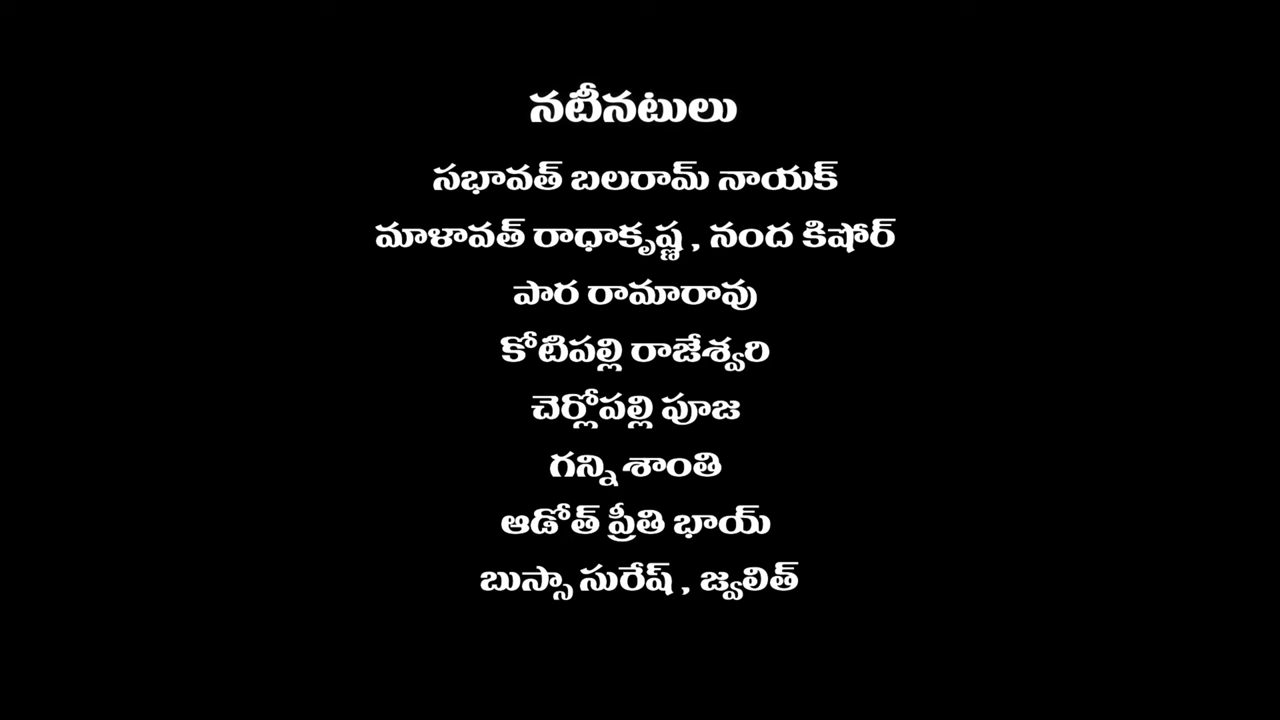 నటీనటులు
సభావత్ బలరామ్ నాయక్
మాళావత్ రాధాకృష్ణ , నంద కిషోర్
పార రామారావు
కోటిపల్లి రాజేశ్వరి
చెర్లోపల్లి పూజ
గన్ని శాంతి
ఆడోత్ ప్రీతి భాయ్
బుస్సా సురేష్ , జ్వలిత్